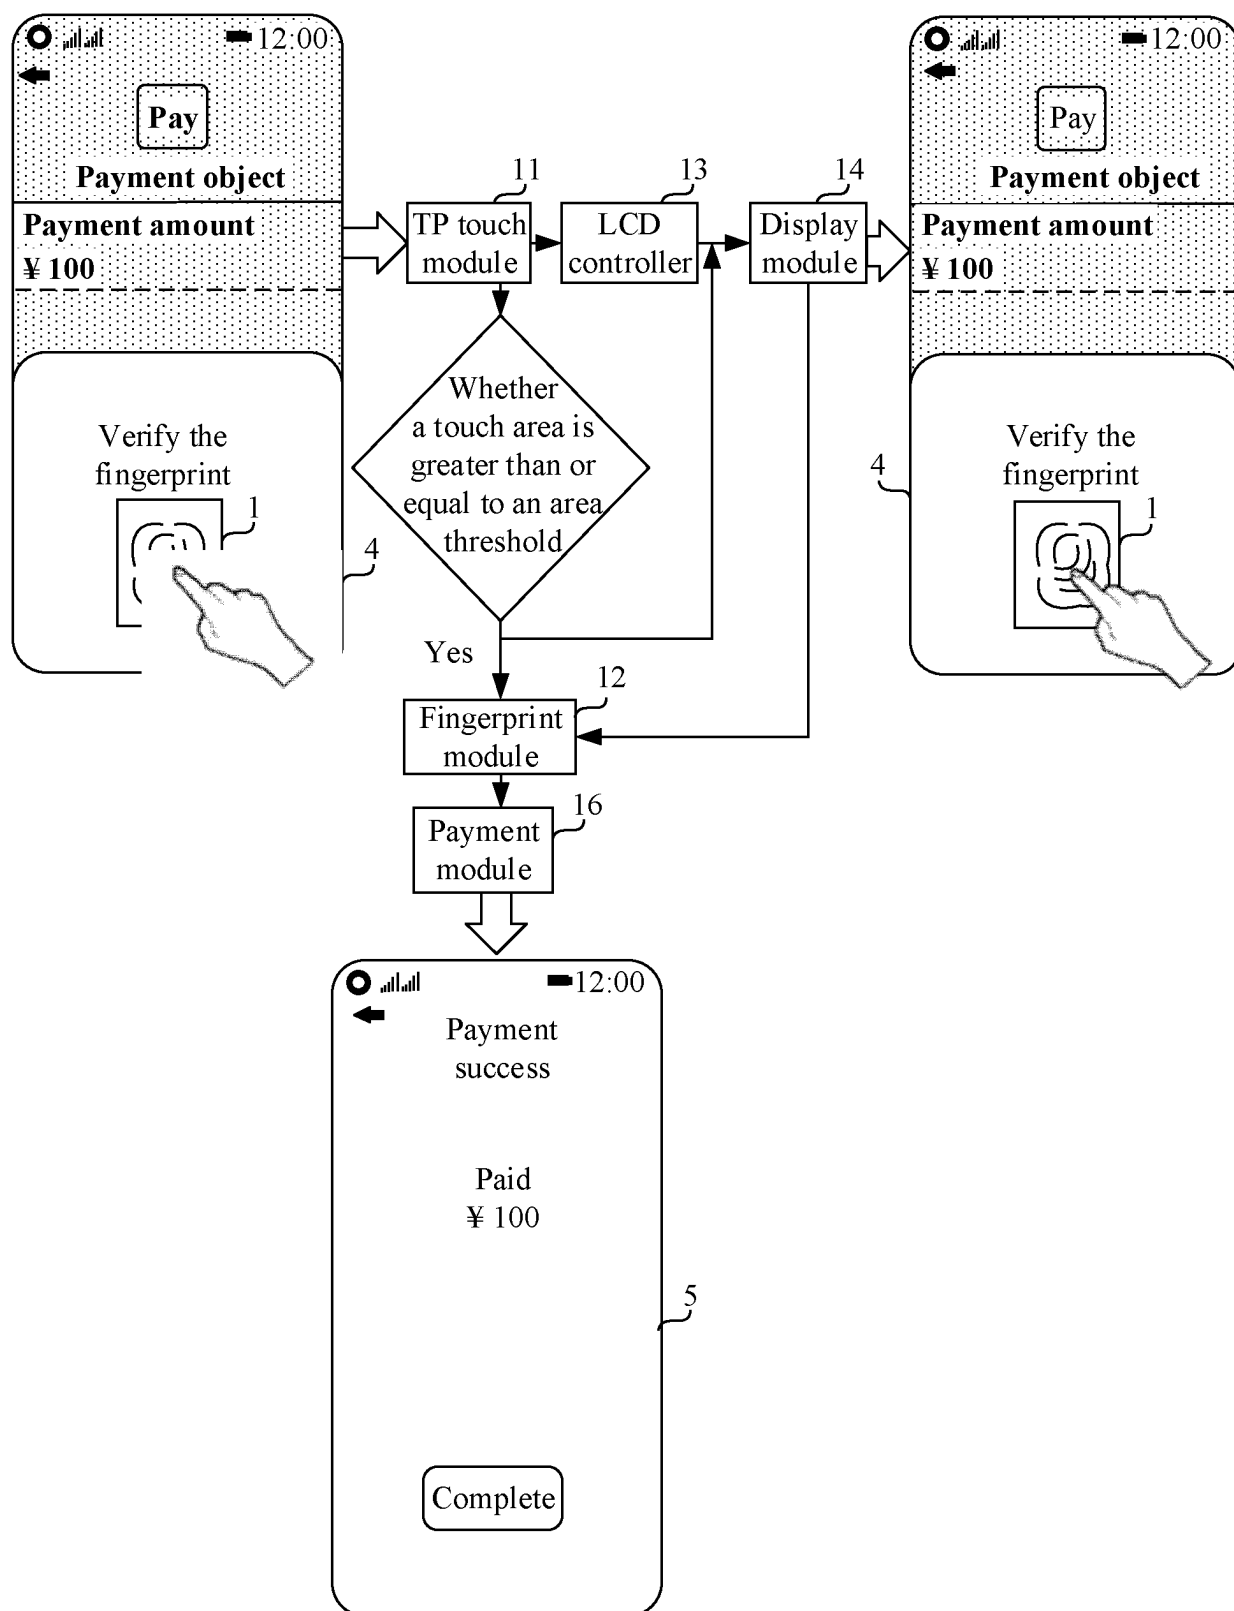 12:00
Pay
Payment object
Payment amount
¥ 100
Verify the
fingerprint
1
4
11
TP touch
module
13
LCD
controller
14
Display
module
Whether
a touch area is
greater than or
equal to an area
threshold
Yes
12
Fingerprint
module
16
Payment
module
12:00
Pay
Payment object
Payment amount
¥ 100
Verify the
fingerprint
4
1
12:00
Payment
success
Paid
¥ 100
5
Complete